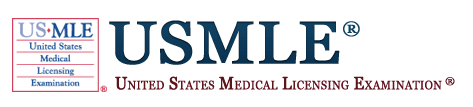 US·MLE
United States
Medical
Licensing
Examination
®
USMLE®
UNITED STATES MEDICAL LICENSING EXAMINATION ®